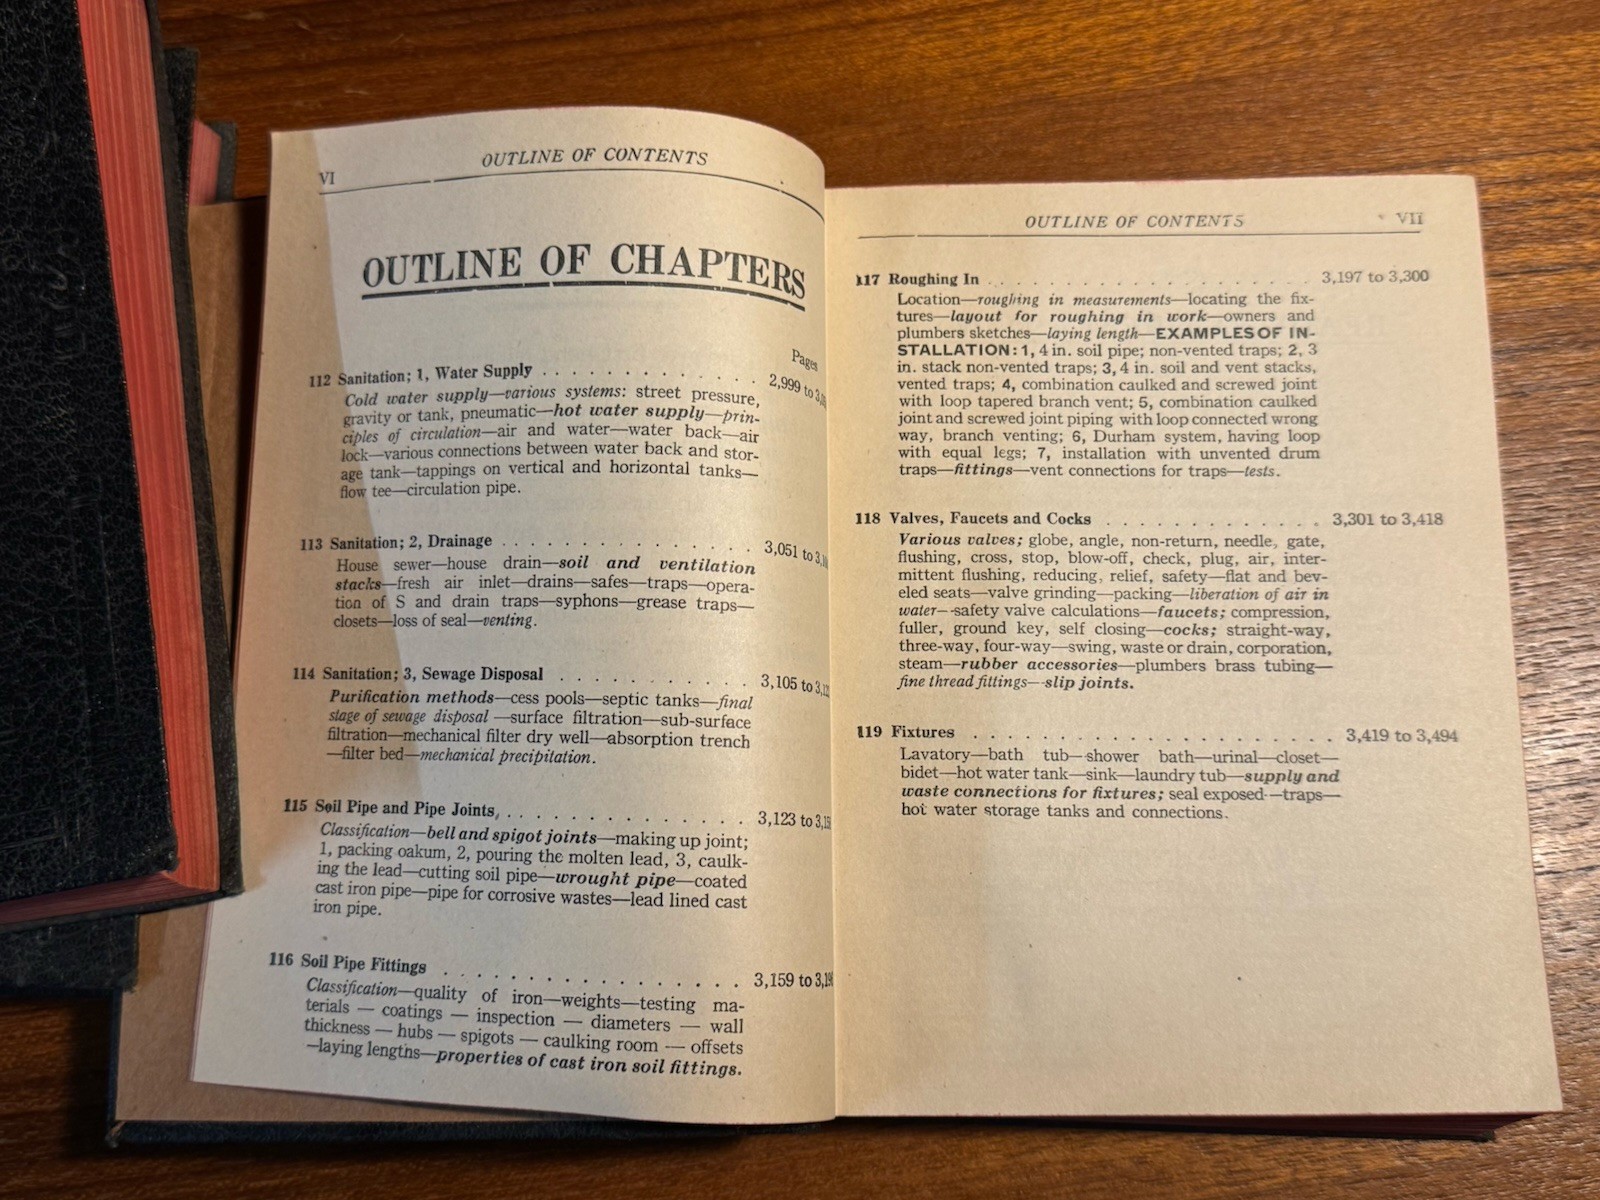 VI
OUTLINE OF CONTENTS
OUTLINE OF CHAPTERS
Pages
112 Sanitation; 1, Water Supply . . . . . . . . . . . . . 2,999 to
Cold water supply—various systems: street pressure,
gravity or tank, pneumatic—hot water supply—prin-
ciples of circulation—air and water—water back—air
lock—various connections between water back and stor-
age tank—tappings on vertical and horizontal tanks—
flow tee—circulation pipe.
113 Sanitation; 2, Drainage . . . . . . . . . . . . . . . 3,051 to
House sewer—house drain—soil and ventilation
stacks—fresh air inlet—drains—safes—traps—opera-
tion of S and drain traps—syphons—grease traps—
closets—loss of seal—venting.
114 Sanitation; 3, Sewage Disposal . . . . . . . . . . . 3,105 to
Purification methods—cess pools—septic tanks—final
stage of sewage disposal—surface filtration—sub-surface
filtration—mechanical filter dry well—absorption trench
—filter bed—mechanical precipitation.
115 Soil Pipe and Pipe Joints, . . . . . . . . . . . . . . 3,123 to
Classification—bell and spigot joints—making up joint;
1, packing oakum, 2, pouring the molten lead, 3, caulk-
ing the lead—cutting soil pipe—wrought pipe—coated
cast iron pipe—pipe for corrosive wastes—lead lined cast
iron pipe.
116 Soil Pipe Fittings . . . . . . . . . . . . . . . . . 3,159 to
Classification—quality of iron—weights—testing ma-
terials — coatings — inspection — diameters — wall
thickness — hubs — spigots — caulking room — offsets
—laying lengths—properties of cast iron soil fittings.
OUTLINE OF CONTENTS
VII
117 Roughing In . . . . . . . . . . . . . . . . . . . . 3,197 to 3,300
Location—roughing in measurements—locating the fix-
tures—layout for roughing in work—owners and
plumbers sketches—laying length—EXAMPLES OF IN-
STALLATION: 1, 4 in. soil pipe; non-vented traps; 2, 3
in. stack non-vented traps; 3, 4 in. soil and vent stacks,
vented traps; 4, combination caulked and screwed joint
with loop tapered branch vent; 5, combination caulked
joint and screwed joint piping with loop connected wrong
way, branch venting; 6, Durham system, having loop
with equal legs; 7, installation with unvented drum
traps—fittings—vent connections for traps—tests.
118 Valves, Faucets and Cocks . . . . . . . . . . . . . 3,301 to 3,418
Various valves; globe, angle, non-return, needle, gate,
flushing, cross, stop, blow-off, check, plug, air, inter-
mittent flushing, reducing, relief, safety—flat and bev-
eled seats—valve grinding—packing—liberation of air in
water—safety valve calculations—faucets; compression,
fuller, ground key, self closing—cocks; straight-way,
three-way, four-way—swing, waste or drain, corporation,
steam—rubber accessories—plumbers brass tubing—
fine thread fittings—slip joints.
119 Fixtures . . . . . . . . . . . . . . . . . . . . . . 3,419 to 3,494
Lavatory—bath tub—shower bath—urinal—closet—
bidet—hot water tank—sink—laundry tub—supply and
waste connections for fixtures; seal exposed—traps—
hot water storage tanks and connections.